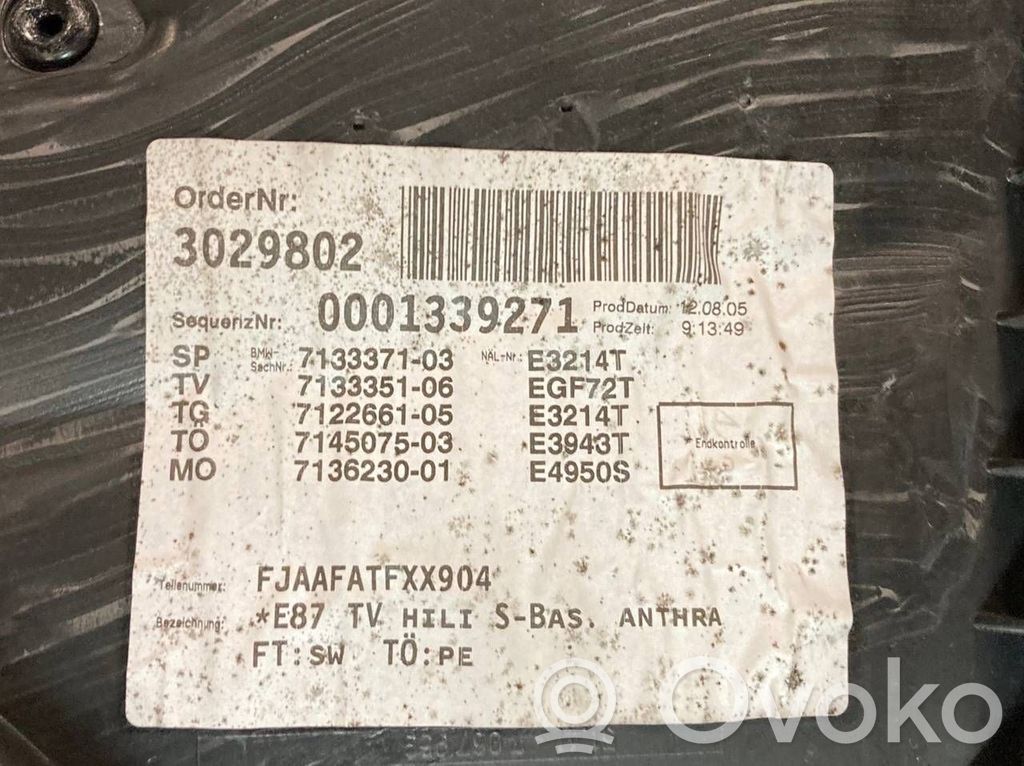 OrderNr:
3029802
SequenzNr: 0001339271 ProdDatum: 12.08.05
ProdZeit: 9:13:49
SP BMW-SachNr.: 7133371-03 NÄL-Nr.: E3214T
TV 7133351-06 EGF72T
TG 7122661-05 E3214T
TÖ 7145075-03 E3943T
MO 7136230-01 E4950S
* Endkontrolle
Teilenummer: FJAAFATFXX904
Bezeichnung: *E87 TV HILI S-BAS. ANTHRA
FT:SW TÖ:PE
Ovoko